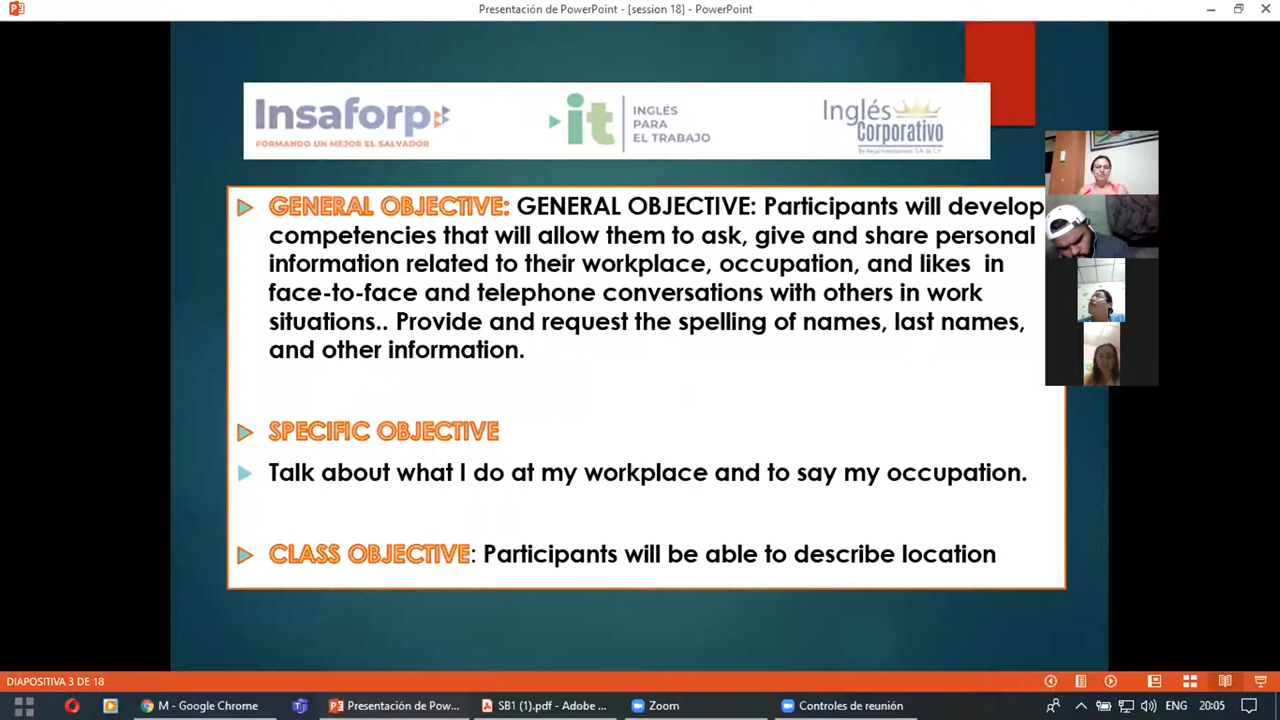 Presentación de PowerPoint - [session 18] - PowerPoint
Insaforp
FORMANDO UN MEJOR EL SALVADOR
it
INGLÉS
PARA
EL TRABAJO
Inglés
Corporativo
GENERAL OBJECTIVE: GENERAL OBJECTIVE: Participants will develop
competencies that will allow them to ask, give and share personal
information related to their workplace, occupation, and likes in
face-to-face and telephone conversations with others in work
situations.. Provide and request the spelling of names, last names,
and other information.
SPECIFIC OBJECTIVE
Talk about what I do at my workplace and to say my occupation.
CLASS OBJECTIVE: Participants will be able to describe location
DIAPOSITIVA 3 DE 18
M - Google Chrome
Presentación de Pow...
SB1 (1).pdf - Adobe ...
Zoom
Controles de reunión
ENG
20:05